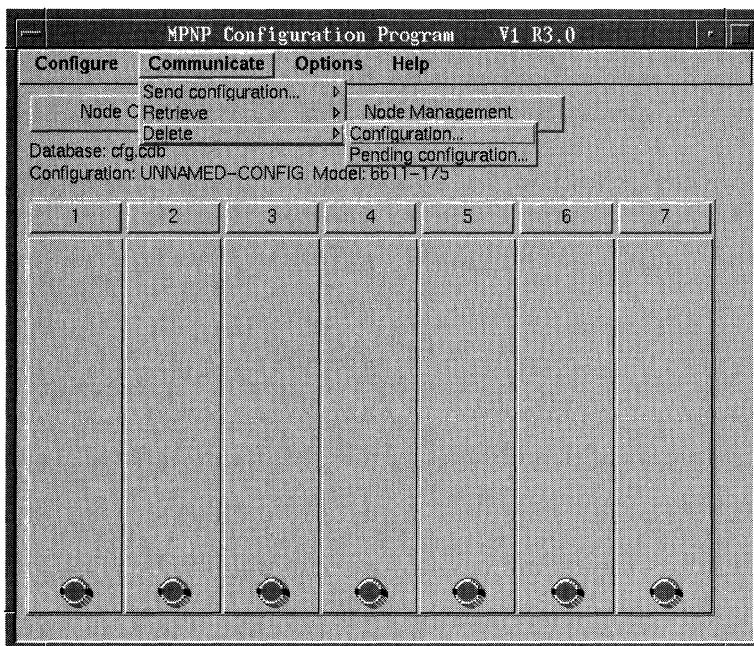 MPNP Configuration Program V1 R3.0
Configure Communicate Options Help
Send configuration...
Node C Retrieve Node Management
Delete Configuration...
Database: cfg.cdb Pending configuration...
Configuration: UNNAMED-CONFIG Model: 6611-175
1 2 3 4 5 6 7